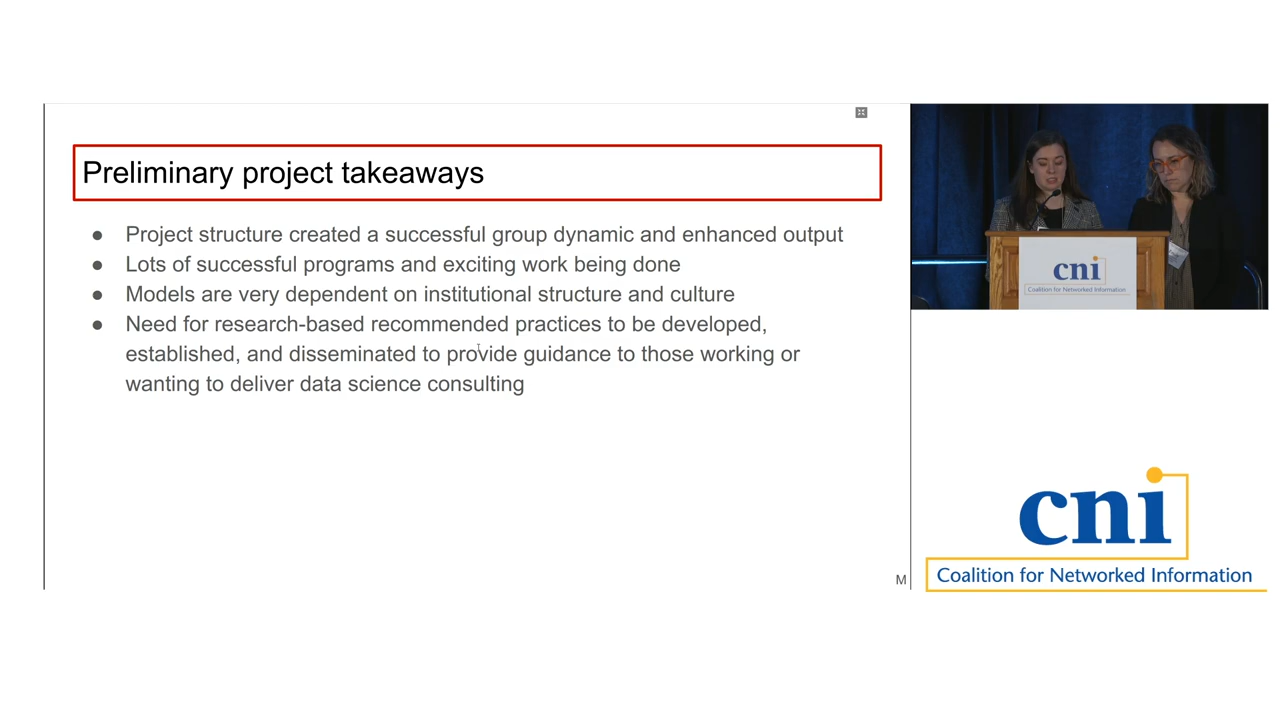 Preliminary project takeaways
● Project structure created a successful group dynamic and enhanced output
● Lots of successful programs and exciting work being done
● Models are very dependent on institutional structure and culture
● Need for research-based recommended practices to be developed,
established, and disseminated to provide guidance to those working or
wanting to deliver data science consulting
M
cni
Coalition for Networked Information
cni
Coalition for Networked Information